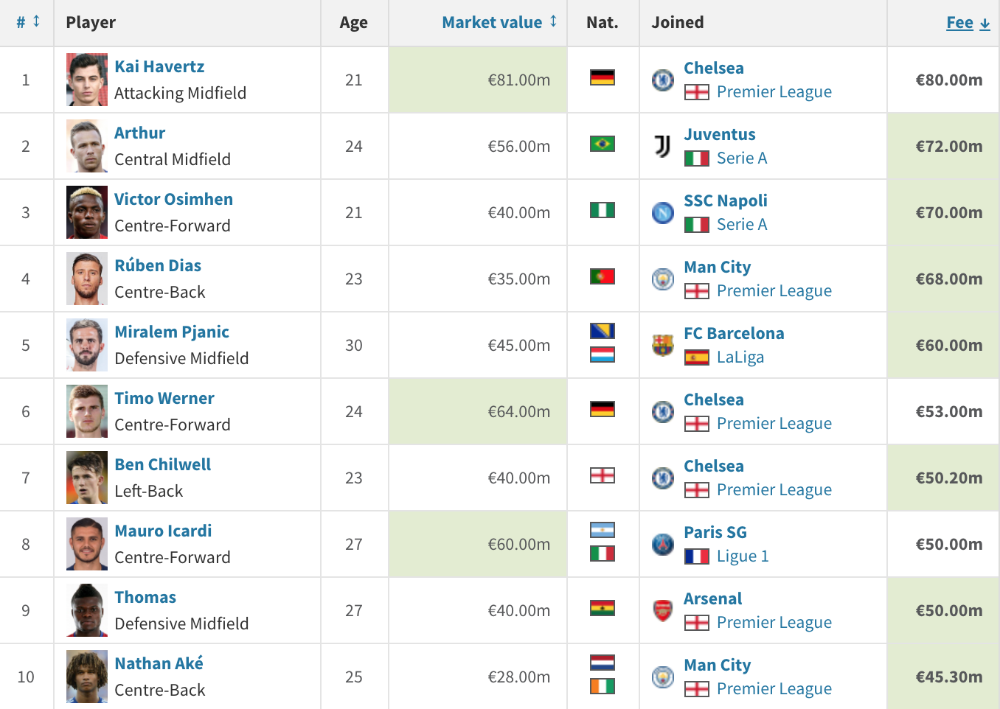 # ↕ Player Age Market value ↕ Nat. Joined Fee ↓
1 Kai Havertz Attacking Midfield 21 €81.00m Chelsea Premier League €80.00m
2 Arthur Central Midfield 24 €56.00m Juventus Serie A €72.00m
3 Victor Osimhen Centre-Forward 21 €40.00m SSC Napoli Serie A €70.00m
4 Rúben Dias Centre-Back 23 €35.00m Man City Premier League €68.00m
5 Miralem Pjanic Defensive Midfield 30 €45.00m FC Barcelona LaLiga €60.00m
6 Timo Werner Centre-Forward 24 €64.00m Chelsea Premier League €53.00m
7 Ben Chilwell Left-Back 23 €40.00m Chelsea Premier League €50.20m
8 Mauro Icardi Centre-Forward 27 €60.00m Paris SG Ligue 1 €50.00m
9 Thomas Defensive Midfield 27 €40.00m Arsenal Premier League €50.00m
10 Nathan Aké Centre-Back 25 €28.00m Man City Premier League €45.30m